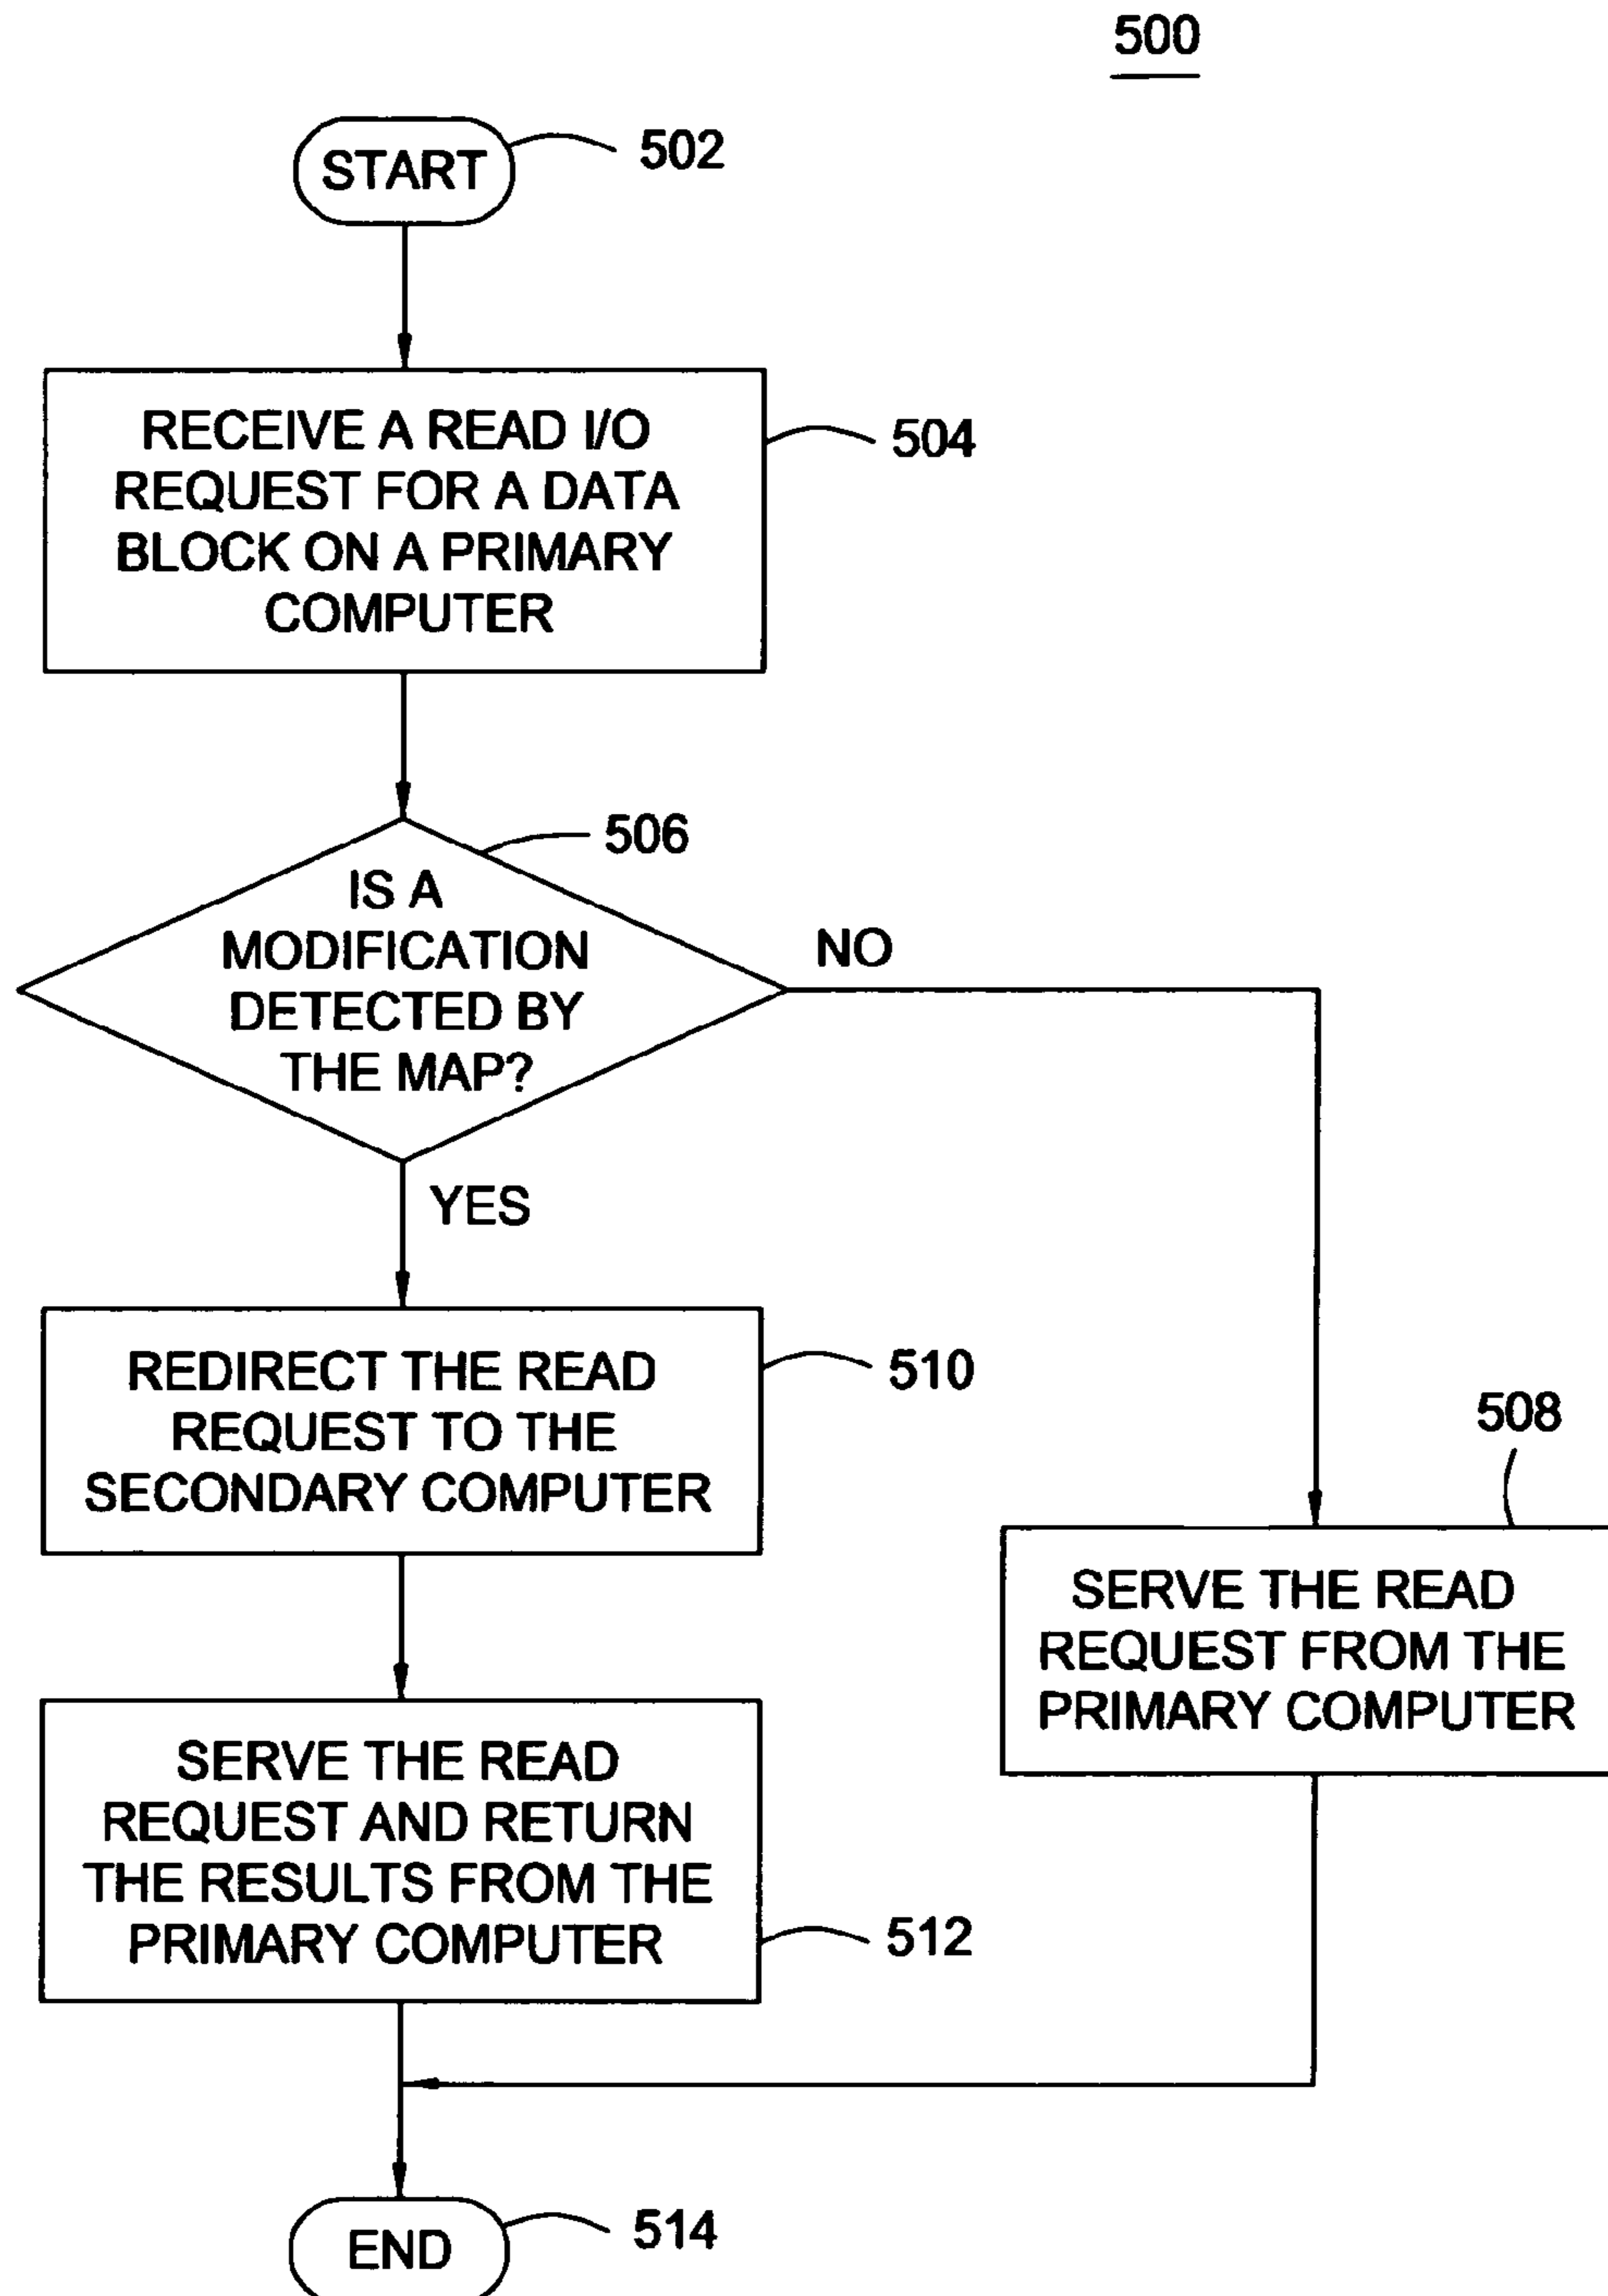 500
START
502
RECEIVE A READ I/O
REQUEST FOR A DATA
BLOCK ON A PRIMARY
COMPUTER
504
506
IS A
MODIFICATION
DETECTED BY
THE MAP?
NO
YES
REDIRECT THE READ
REQUEST TO THE
SECONDARY COMPUTER
510
508
SERVE THE READ
REQUEST FROM THE
PRIMARY COMPUTER
SERVE THE READ
REQUEST AND RETURN
THE RESULTS FROM THE
PRIMARY COMPUTER
512
END
514